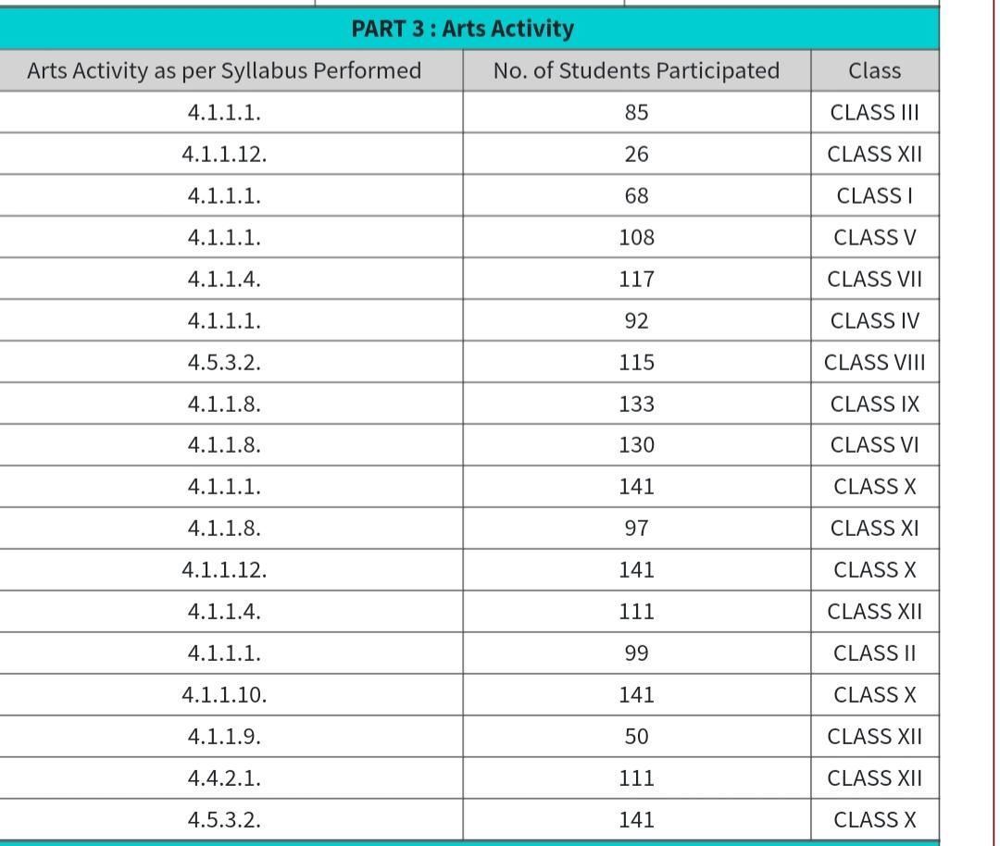 PART 3 : Arts Activity
Arts Activity as per Syllabus Performed No. of Students Participated Class
4.1.1.1. 85 CLASS III
4.1.1.12. 26 CLASS XII
4.1.1.1. 68 CLASS I
4.1.1.1. 108 CLASS V
4.1.1.4. 117 CLASS VII
4.1.1.1. 92 CLASS IV
4.5.3.2. 115 CLASS VIII
4.1.1.8. 133 CLASS IX
4.1.1.8. 130 CLASS VI
4.1.1.1. 141 CLASS X
4.1.1.8. 97 CLASS XI
4.1.1.12. 141 CLASS X
4.1.1.4. 111 CLASS XII
4.1.1.1. 99 CLASS II
4.1.1.10. 141 CLASS X
4.1.1.9. 50 CLASS XII
4.4.2.1. 111 CLASS XII
4.5.3.2. 141 CLASS X